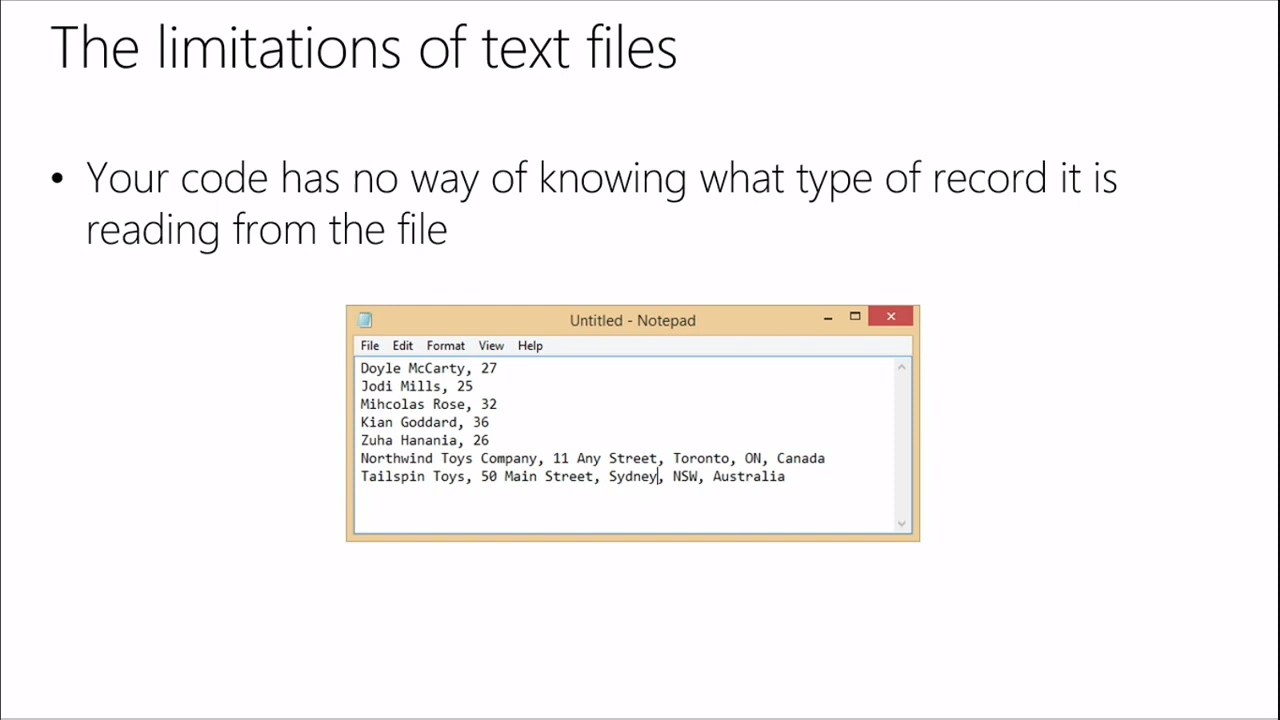 The limitations of text files
• Your code has no way of knowing what type of record it is
reading from the file
Untitled - Notepad
File Edit Format View Help
Doyle McCarty, 27
Jodi Mills, 25
Mihcolas Rose, 32
Kian Goddard, 36
Zuha Hanania, 26
Northwind Toys Company, 11 Any Street, Toronto, ON, Canada
Tailspin Toys, 50 Main Street, Sydney, NSW, Australia